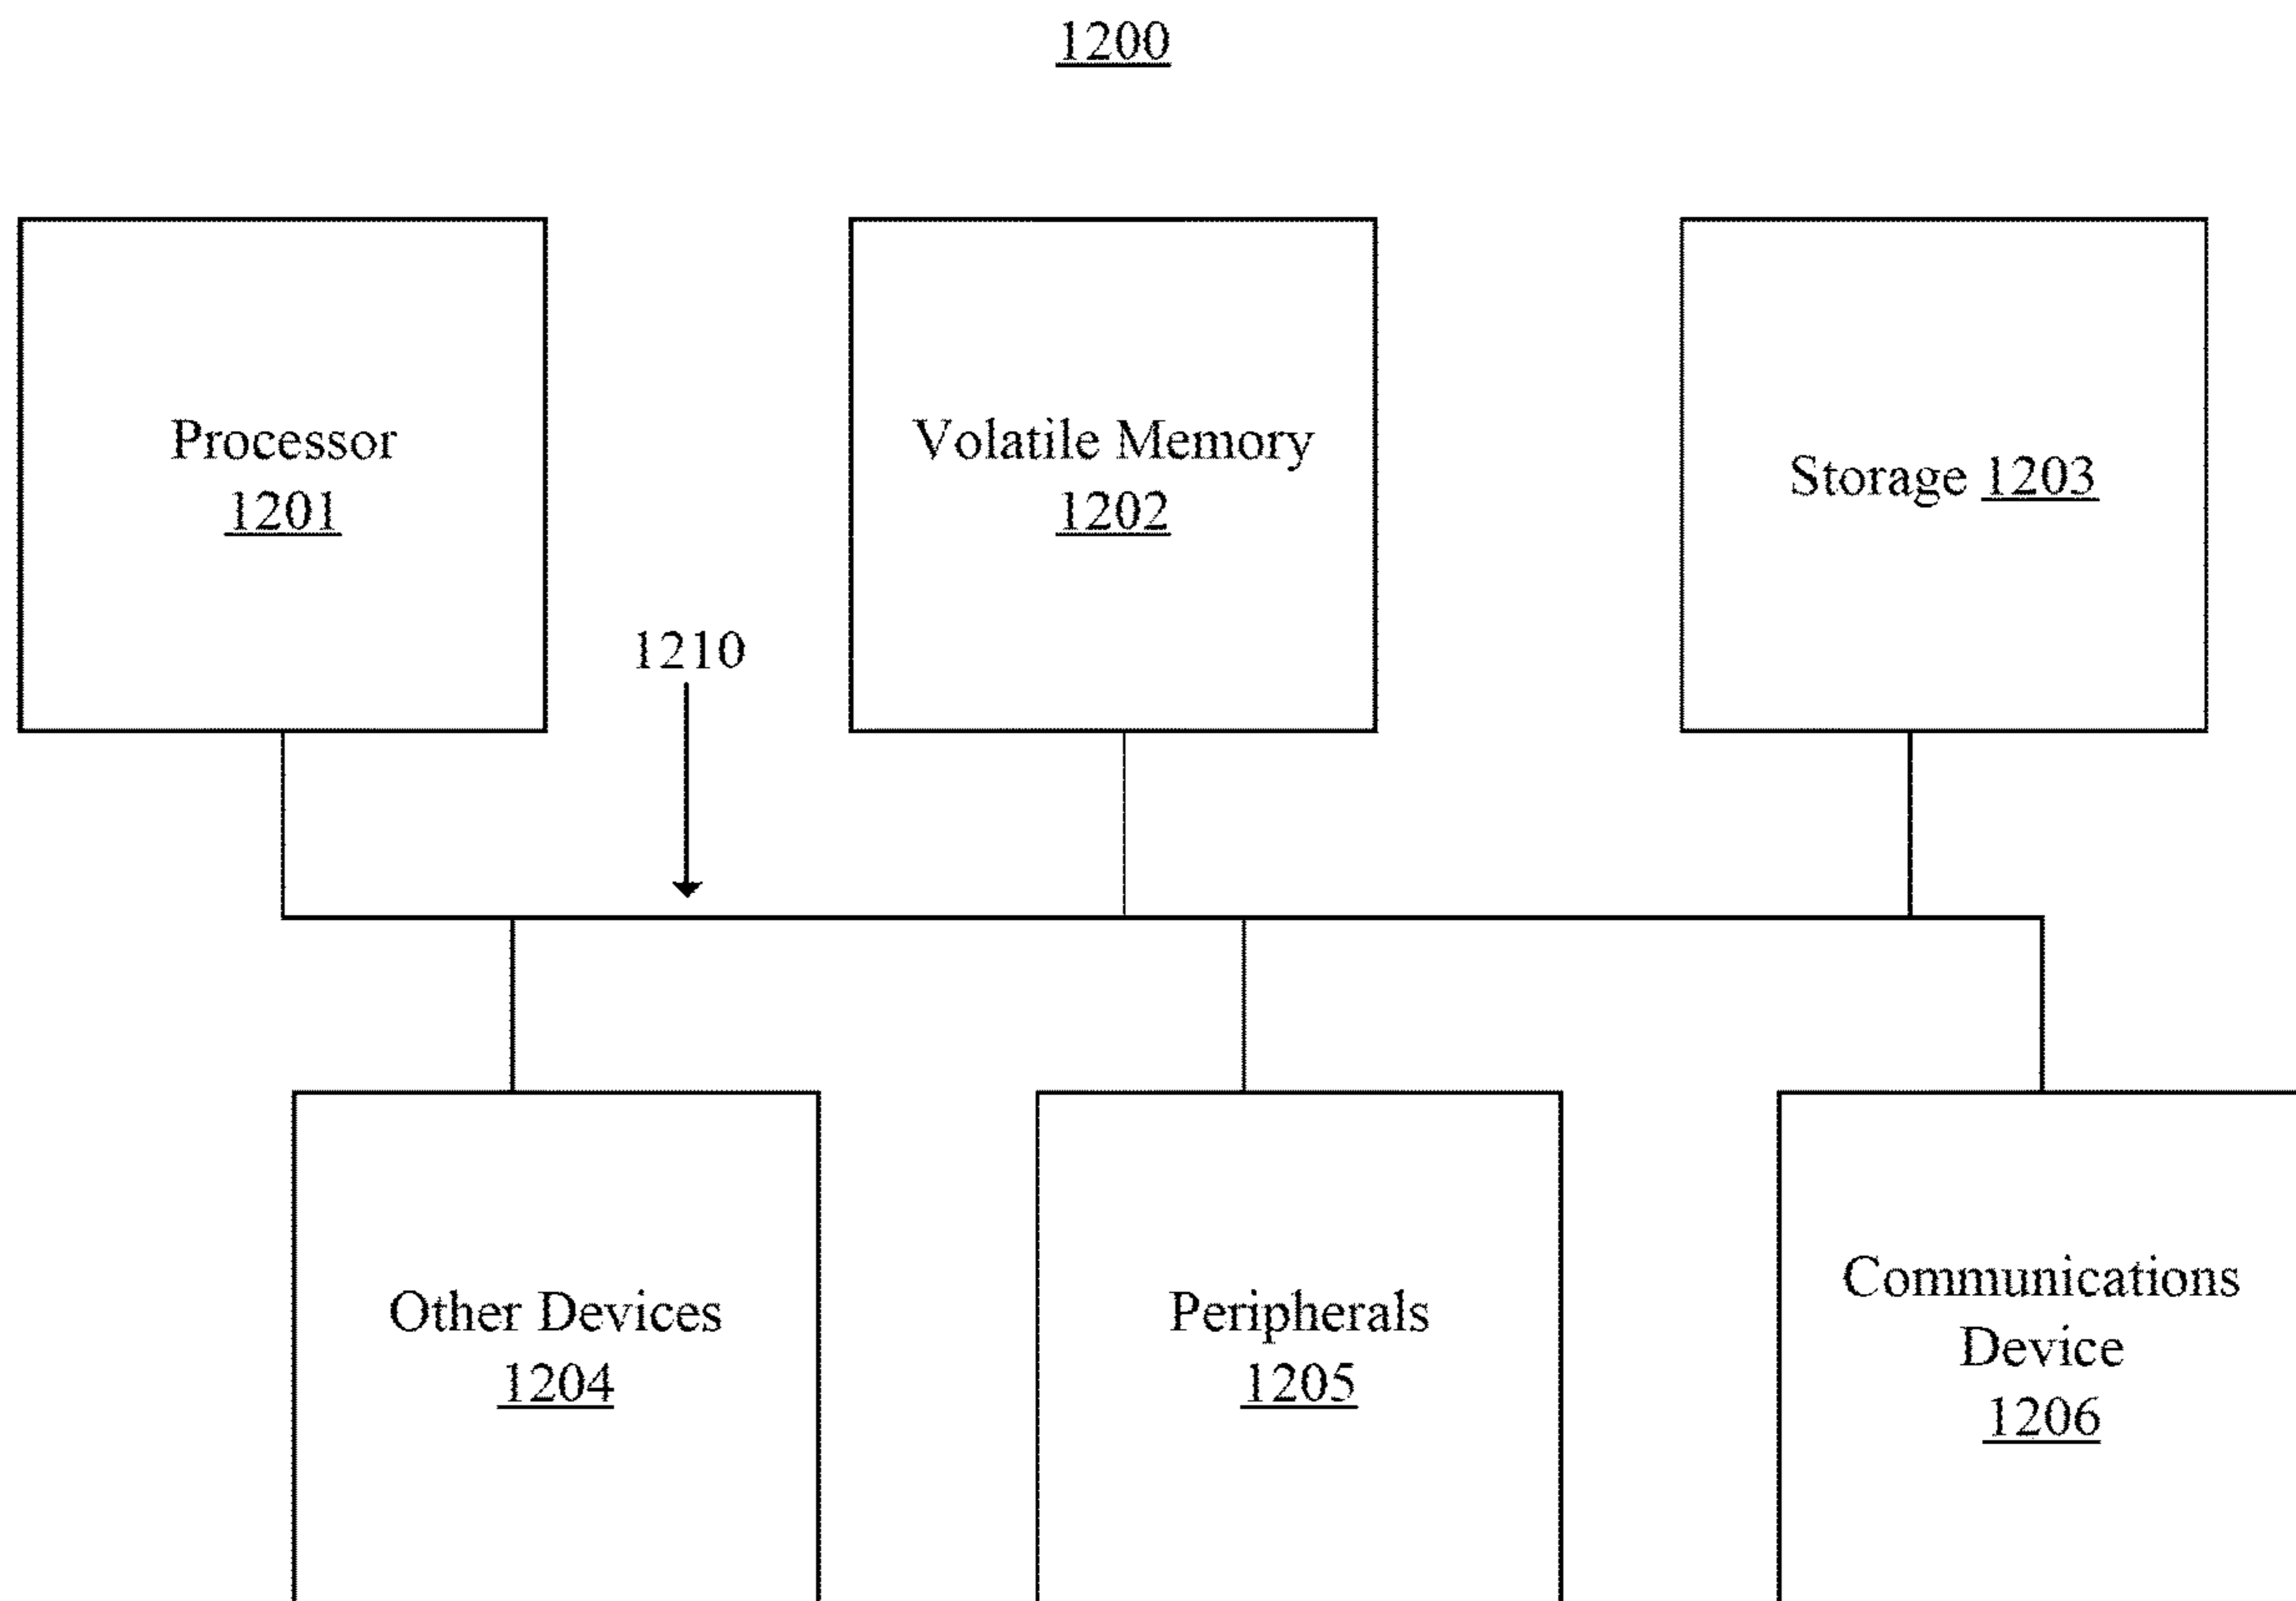 1200
Processor
1201
Volatile Memory
1202
Storage 1203
1210
Other Devices
1204
Peripherals
1205
Communications
Device
1206